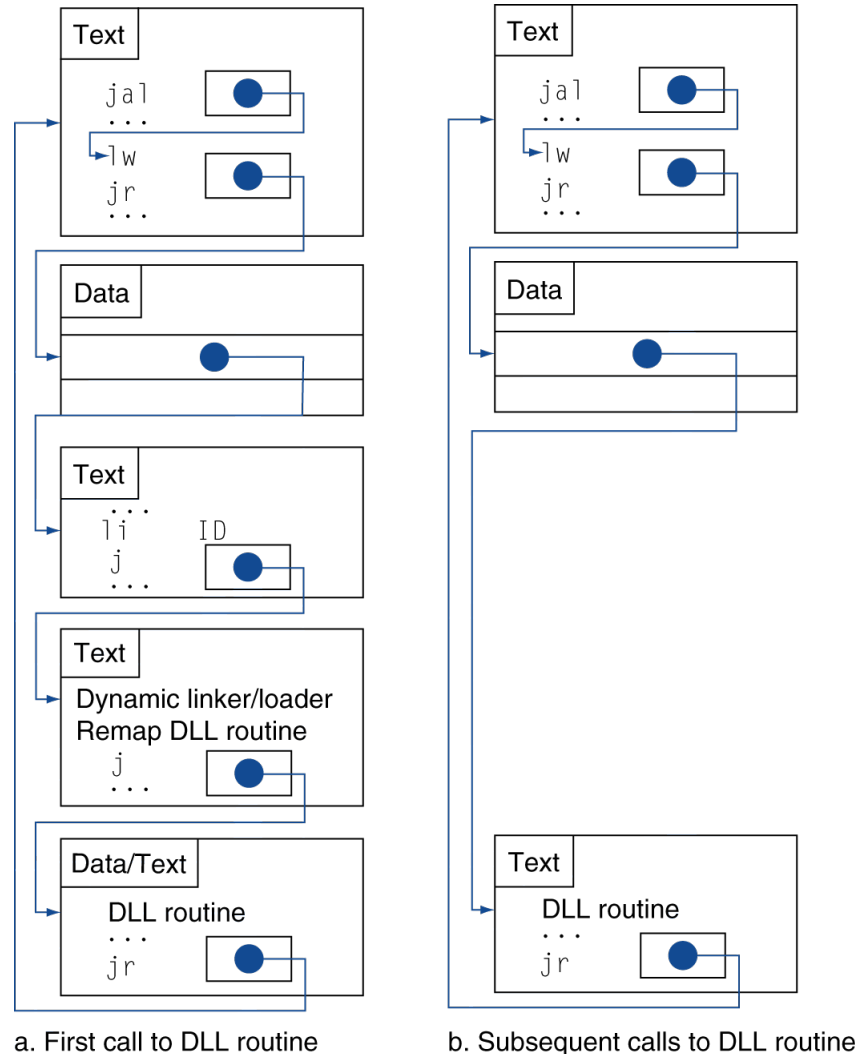 Text
jal
...
lw
jr
...
Data
Text
...
li ID
j
...
Text
Dynamic linker/loader
Remap DLL routine
j
...
Data/Text
DLL routine
...
jr
a. First call to DLL routine
Text
jal
...
lw
jr
...
Data
Text
DLL routine
...
jr
b. Subsequent calls to DLL routine